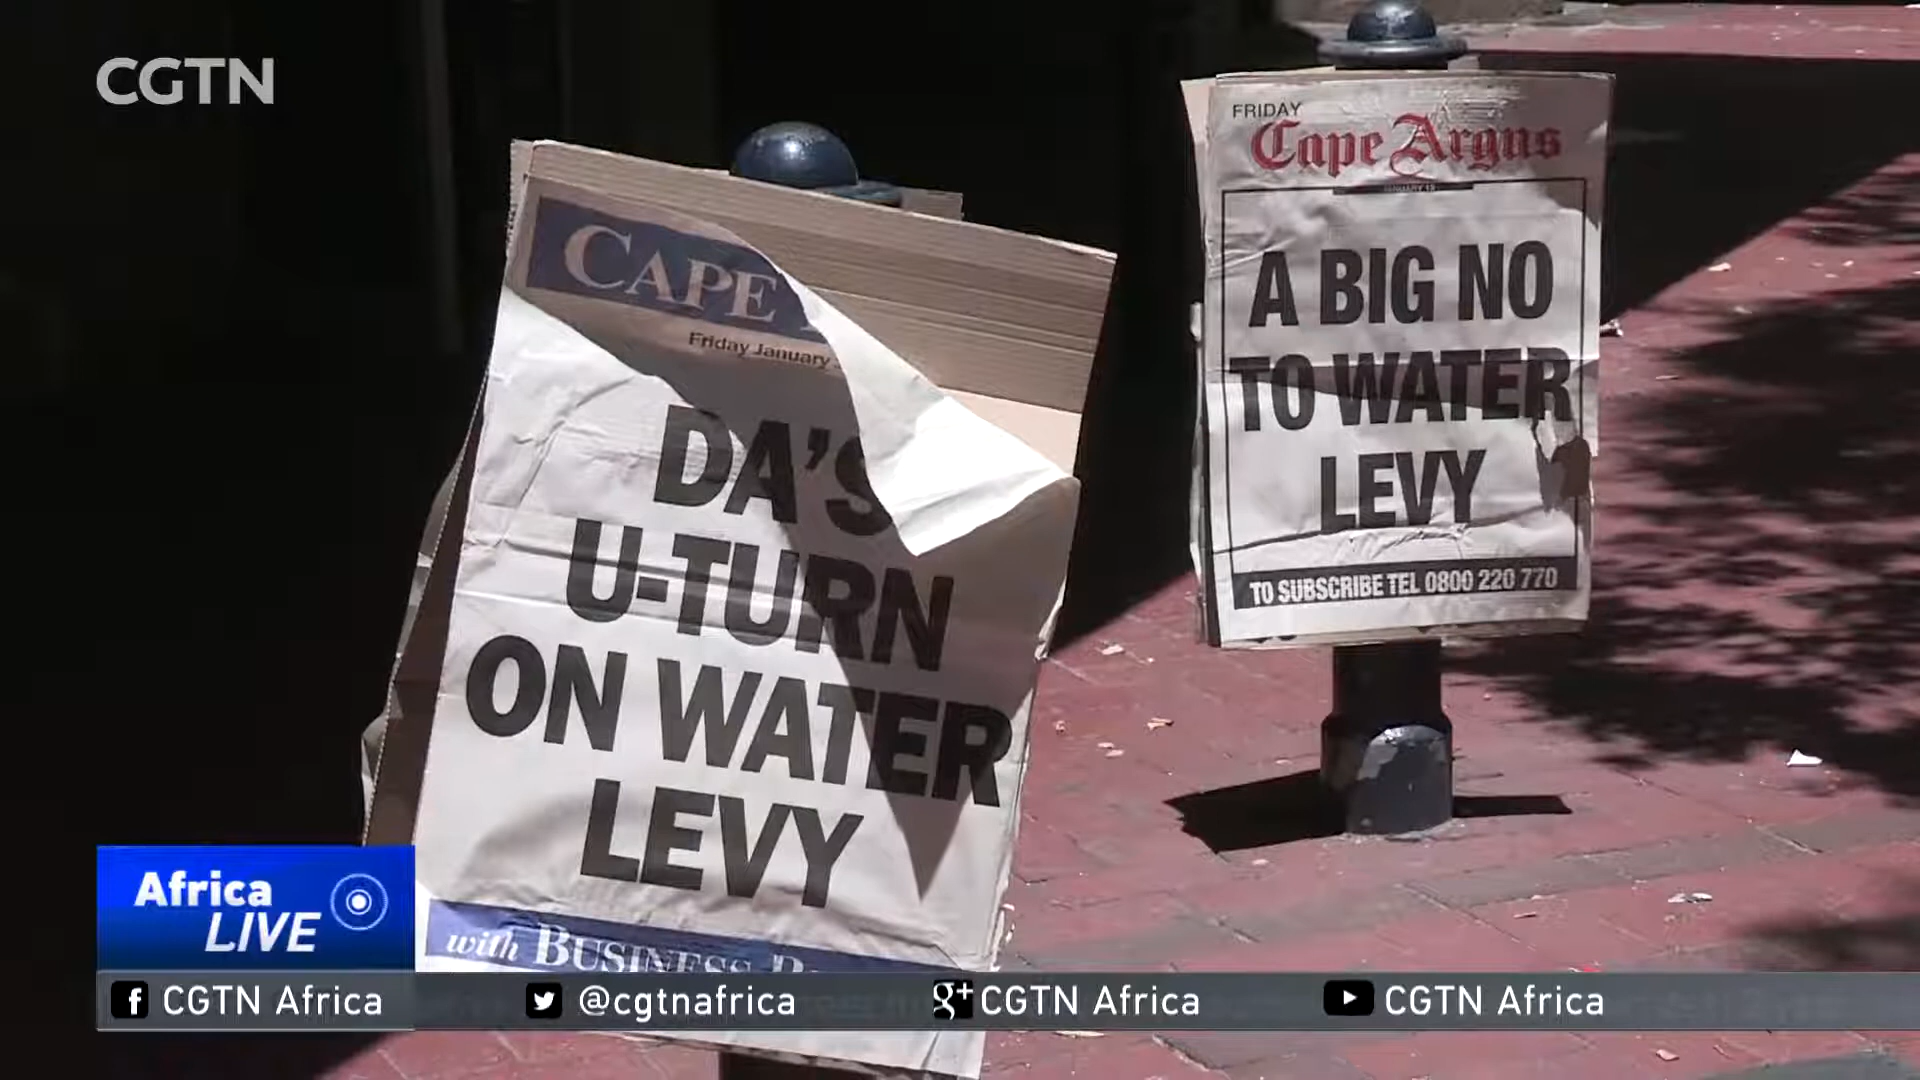 CGTN
CAPE
Friday January
DA'S
U-TURN
ON WATER
LEVY
with BUSINESS
FRIDAY
Cape Argus
A BIG NO
TO WATER
LEVY
TO SUBSCRIBE TEL 0800 220 770
Africa
LIVE
CGTN Africa
@cgtnafrica
g+ CGTN Africa
CGTN Africa